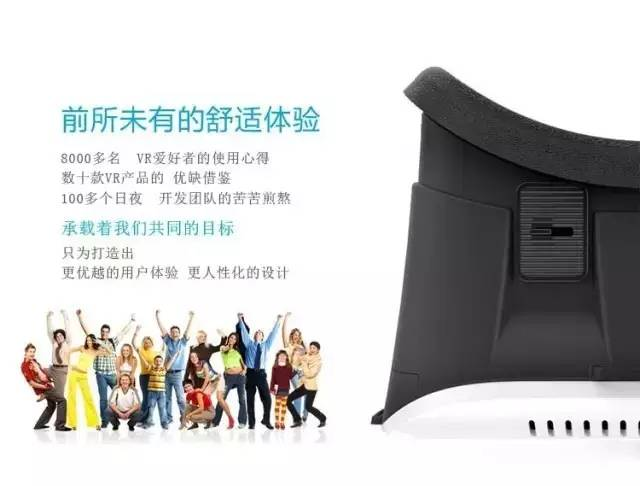 前所未有的舒适体验
8000多名 VR爱好者的使用心得
数十款VR产品的 优缺借鉴
100多个日夜 开发团队的苦苦煎熬
承载着我们共同的目标
只为打造出
更优越的用户体验 更人性化的设计